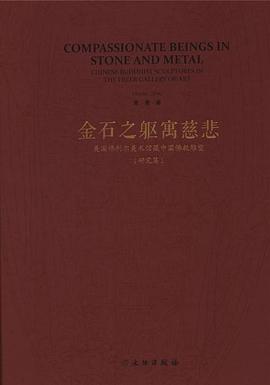 COMPASSIONATE BEINGS IN
STONE AND METAL
CHINESE BUDDHIST SCULPTURES IN
THE FREER GALLERY OF ART
常 青 著
金石之躯寓慈悲
美国佛利尔美术馆藏中国佛教雕塑
[研究篇]
文物出版社